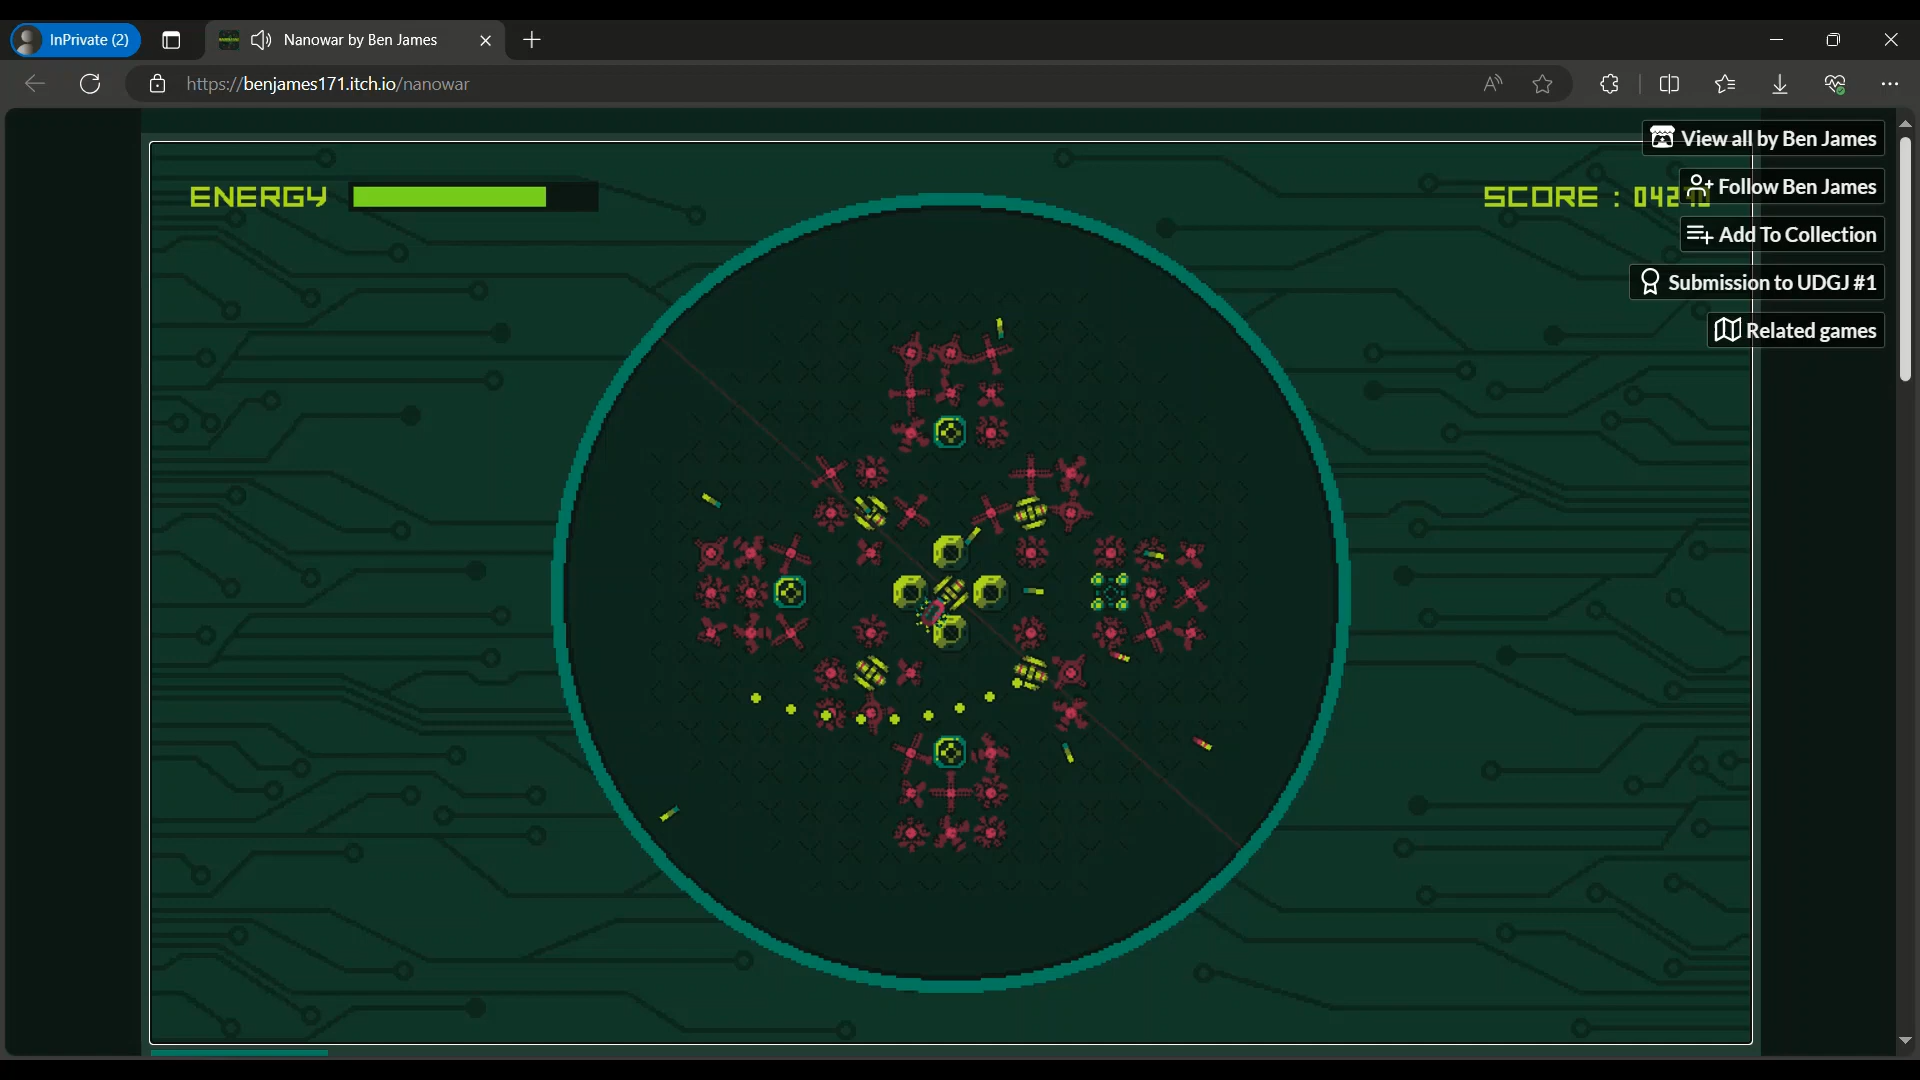 InPrivate (2)
Nanowar by Ben James
https://benjames171.itch.io/nanowar
View all by Ben James
ENERGY
SCORE :
Follow Ben James
Add To Collection
Submission to UDGJ #1
Related games